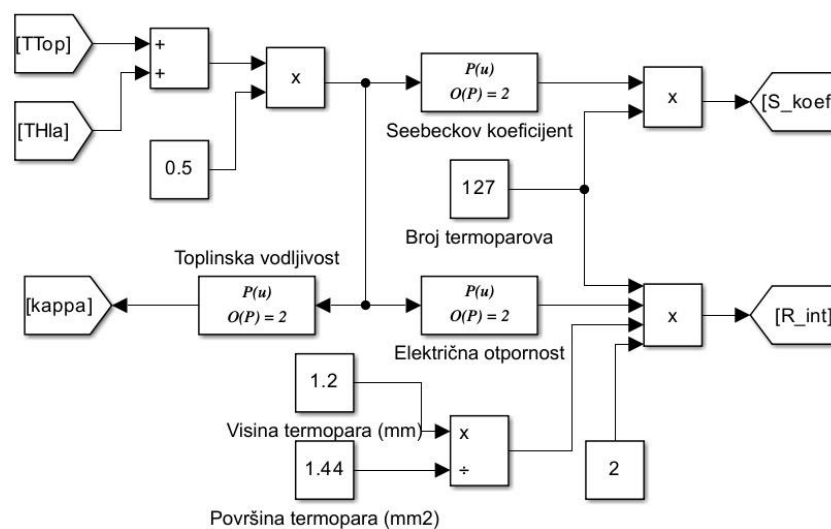 [TTop]
+
+
x
P(u)
O(P) = 2
Seebeckov koeficijent
x
[S_koef
[THla]
0.5
127
Broj termoparova
Toplinska vodljivost
[kappa]
P(u)
O(P) = 2
P(u)
O(P) = 2
Električna otpornost
x
[R_int]
1.2
Visina termopara (mm)
x
÷
1.44
2
Površina termopara (mm2)